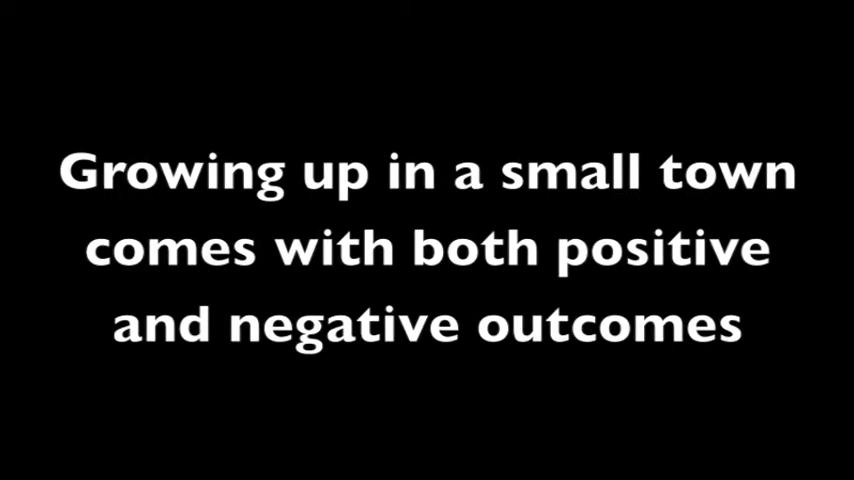 Growing up in a small town
comes with both positive
and negative outcomes